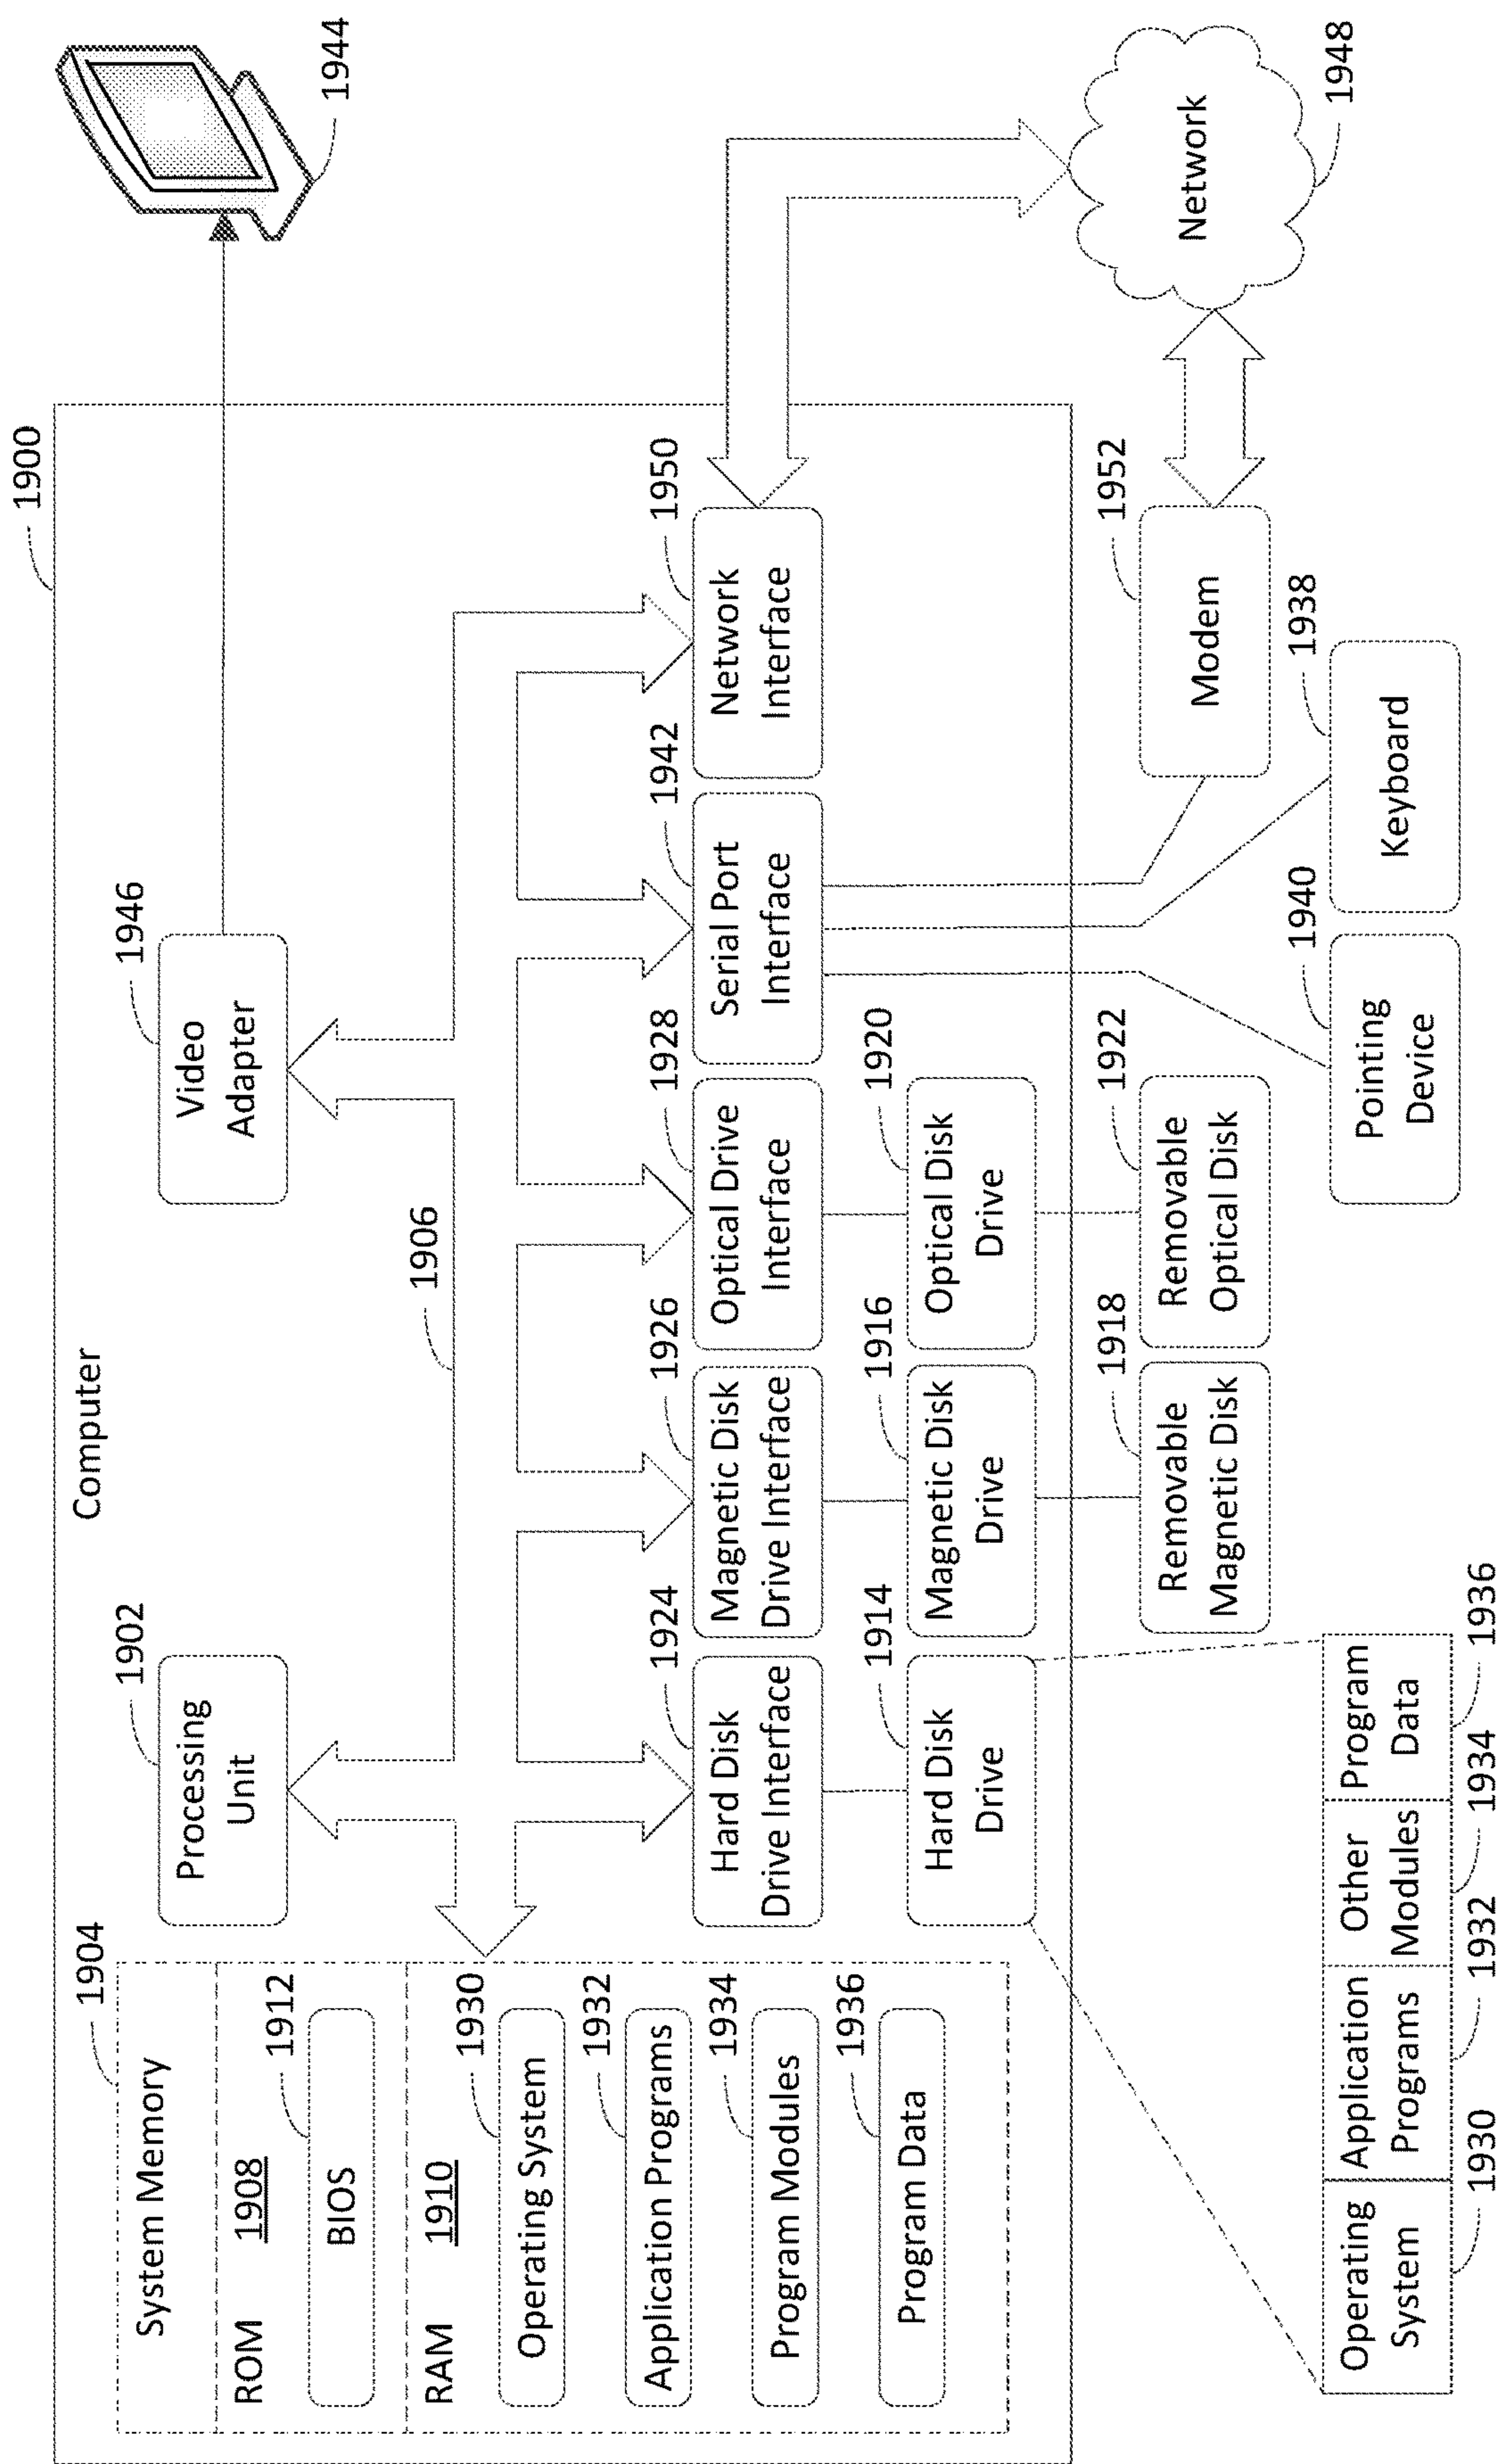 1900
Computer
1944
System Memory
1904
ROM
1908
BIOS
1912
RAM
1910
Operating System
1930
Application Programs
1932
Program Modules
1934
Program Data
1936
Processing
Unit
1902
Video
Adapter
1946
1906
Hard Disk
Drive Interface
1924
Magnetic Disk
Drive Interface
1926
Optical Drive
Interface
1928
Serial Port
Interface
1942
Network
Interface
1950
Hard Disk
Drive
1914
Magnetic Disk
Drive
1916
Optical Disk
Drive
1920
Removable
Magnetic Disk
1918
Removable
Optical Disk
1922
Modem
1952
Network
1948
Operating
System
1930
Application
Programs
1932
Other
Modules
1934
Program
Data
1936
Pointing
Device
1940
Keyboard
1938